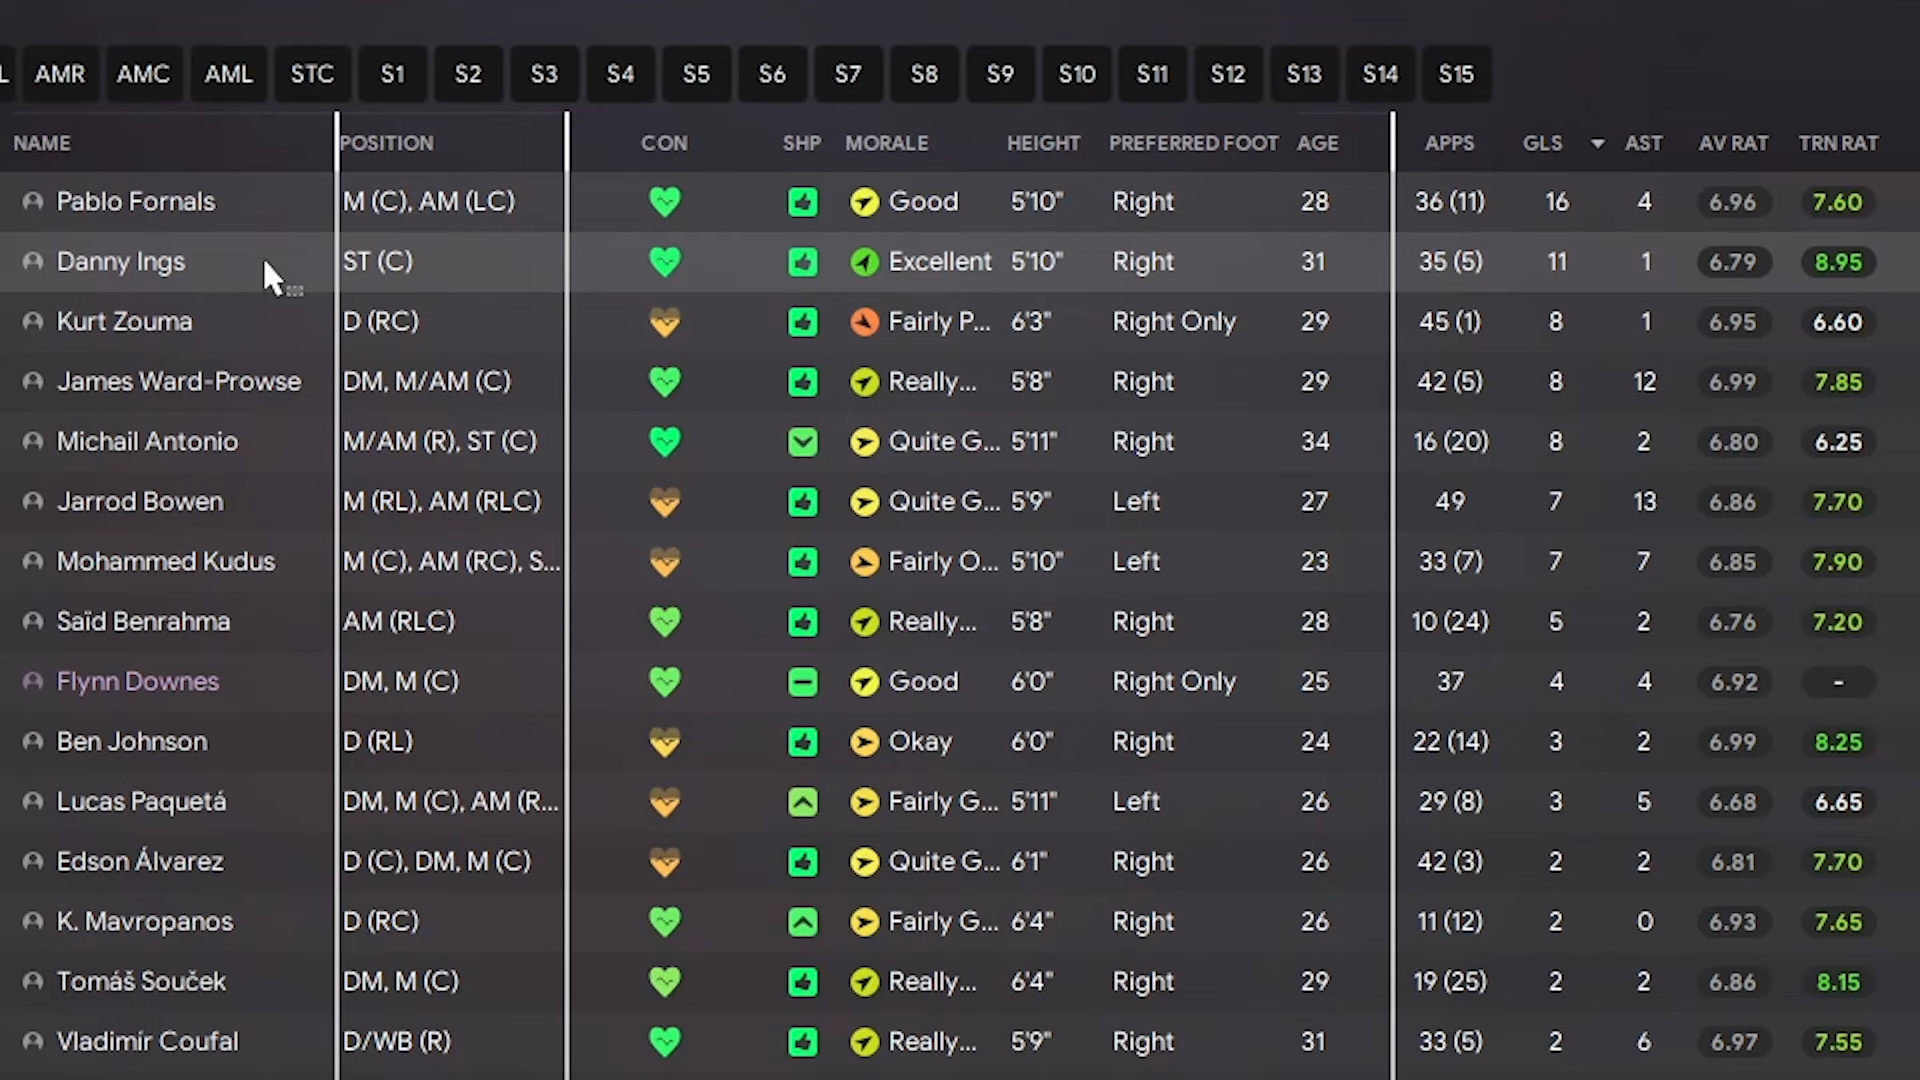 L AMR AMC AML STC S1 S2 S3 S4 S5 S6 S7 S8 S9 S10 S11 S12 S13 S14 S15
NAME POSITION CON SHP MORALE HEIGHT PREFERRED FOOT AGE APPS GLS AST AV RAT TRN RAT
Pablo Fornals M (C), AM (LC) Good 5'10" Right 28 36 (11) 16 4 6.96 7.60
Danny Ings ST (C) Excellent 5'10" Right 31 35 (5) 11 1 6.79 8.95
Kurt Zouma D (RC) Fairly P... 6'3" Right Only 29 45 (1) 8 1 6.95 6.60
James Ward-Prowse DM, M/AM (C) Really... 5'8" Right 29 42 (5) 8 12 6.99 7.85
Michail Antonio M/AM (R), ST (C) Quite G... 5'11" Right 34 16 (20) 8 2 6.80 6.25
Jarrod Bowen M (RL), AM (RLC) Quite G... 5'9" Left 27 49 7 13 6.86 7.70
Mohammed Kudus M (C), AM (RC), S... Fairly O... 5'10" Left 23 33 (7) 7 7 6.85 7.90
Saïd Benrahma AM (RLC) Really... 5'8" Right 28 10 (24) 5 2 6.76 7.20
Flynn Downes DM, M (C) Good 6'0" Right Only 25 37 4 4 6.92 -
Ben Johnson D (RL) Okay 6'0" Right 24 22 (14) 3 2 6.99 8.25
Lucas Paquetá DM, M (C), AM (R... Fairly G... 5'11" Left 26 29 (8) 3 5 6.68 6.65
Edson Álvarez D (C), DM, M (C) Quite G... 6'1" Right 26 42 (3) 2 2 6.81 7.70
K. Mavropanos D (RC) Fairly G... 6'4" Right 26 11 (12) 2 0 6.93 7.65
Tomáš Souček DM, M (C) Really... 6'4" Right 29 19 (25) 2 2 6.86 8.15
Vladimír Coufal D/WB (R) Really... 5'9" Right 31 33 (5) 2 6 6.97 7.55